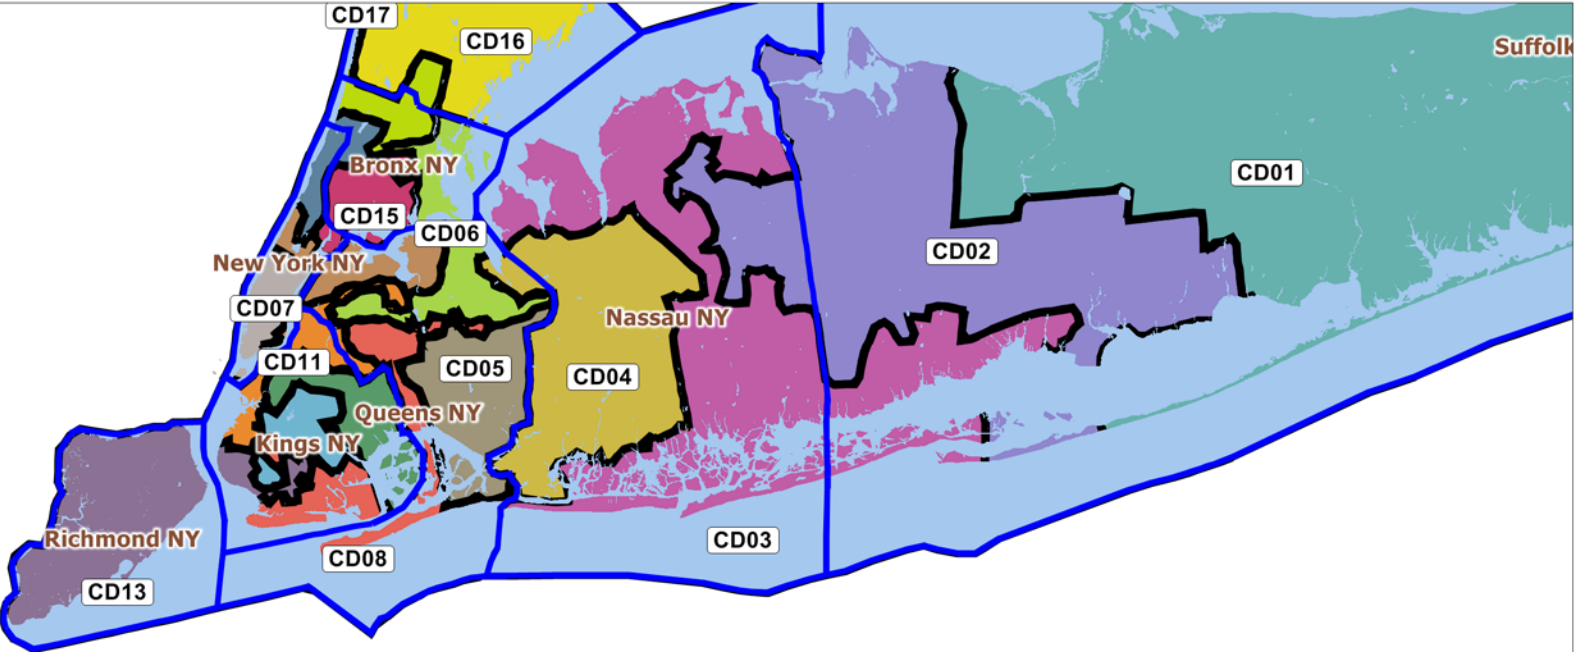 CD17
CD16
Suffolk
Bronx NY
CD01
CD15
CD06
CD02
New York NY
CD07
Nassau NY
CD11
CD05
CD04
Queens NY
Kings NY
Richmond NY
CD03
CD08
CD13